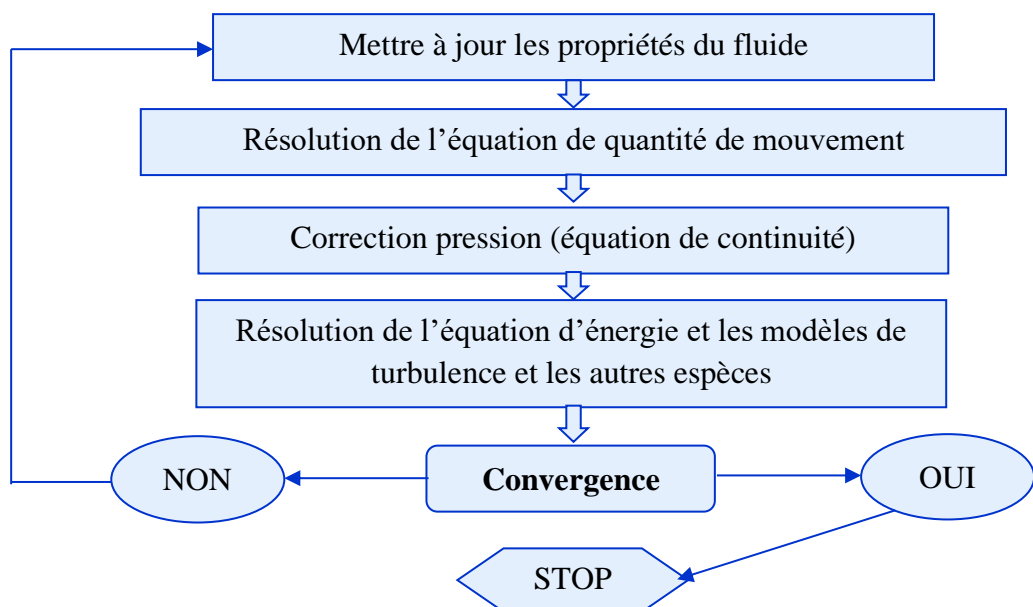 Mettre à jour les propriétés du fluide
Résolution de l’équation de quantité de mouvement
Correction pression (équation de continuité)
Résolution de l’équation d’énergie et les modèles de
turbulence et les autres espèces
NON
Convergence
OUI
STOP